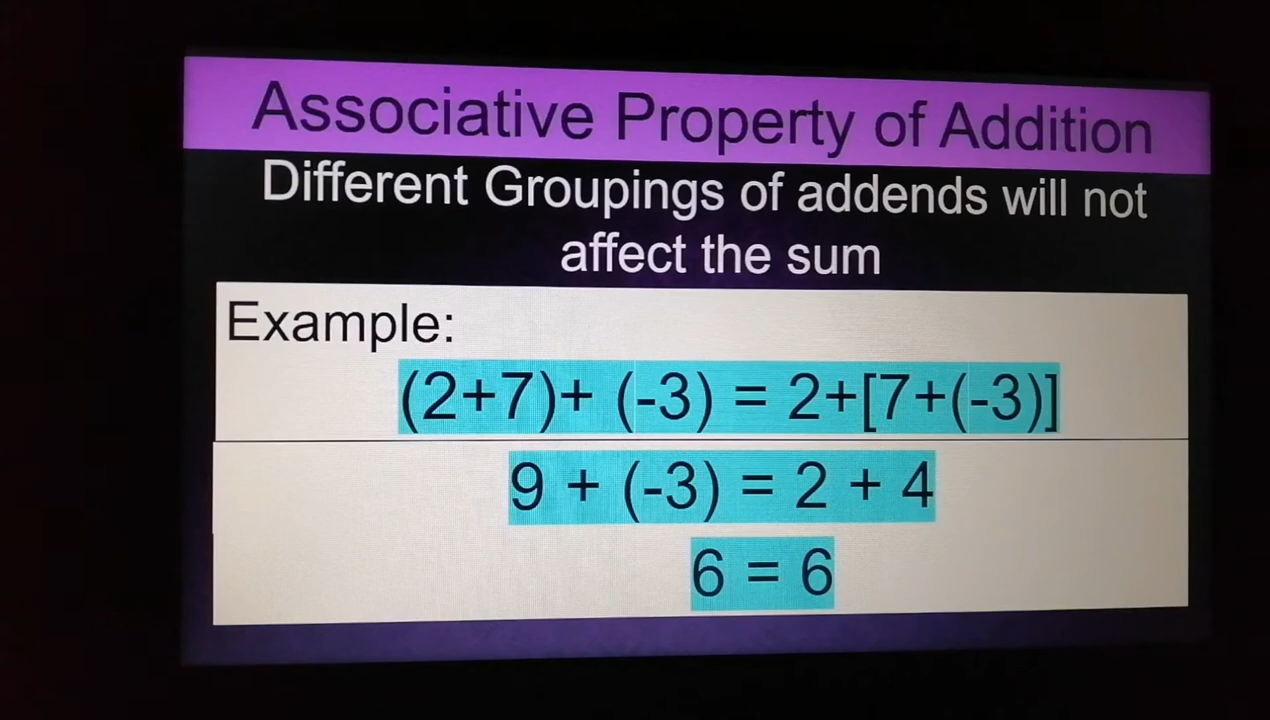 Associative Property of Addition
Different Groupings of addends will not
affect the sum
Example:
(2+7)+ (-3) = 2+[7+(-3)]
9 + (-3) = 2 + 4
6 = 6